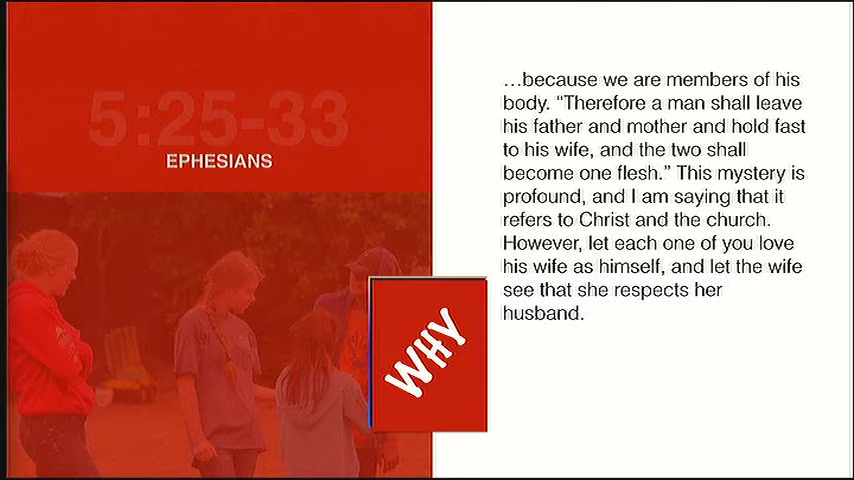 5:25-33
EPHESIANS
WHY
…because we are members of his
body. “Therefore a man shall leave
his father and mother and hold fast
to his wife, and the two shall
become one flesh.” This mystery is
profound, and I am saying that it
refers to Christ and the church.
However, let each one of you love
his wife as himself, and let the wife
see that she respects her
husband.